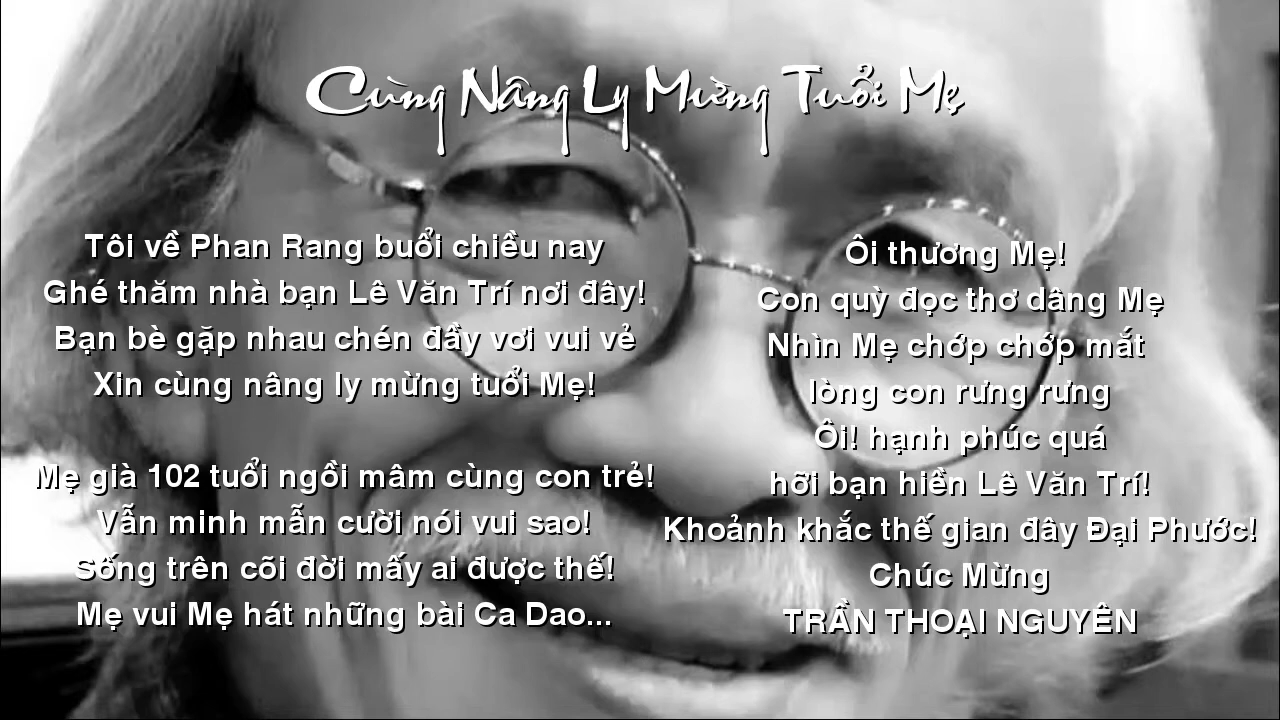 Cùng Nâng Ly Mừng Tuổi Mẹ
Tôi về Phan Rang buổi chiều nay
Ghé thăm nhà bạn Lê Văn Trí nơi đây!
Bạn bè gặp nhau chén đầy vơi vui vẻ
Xin cùng nâng ly mừng tuổi Mẹ!
Mẹ già 102 tuổi ngồi mâm cùng con trẻ!
Vẫn minh mẫn cười nói vui sao!
Sống trên cõi đời mấy ai được thế!
Mẹ vui Mẹ hát những bài Ca Dao...
Ôi thương Mẹ!
Con quỳ đọc thơ dâng Mẹ
Nhìn Mẹ chớp chớp mắt
lòng con rưng rưng
Ôi! hạnh phúc quá
hỡi bạn hiền Lê Văn Trí!
Khoảnh khắc thế gian đây Đại Phước!
Chúc Mừng
TRẦN THOẠI NGUYÊN